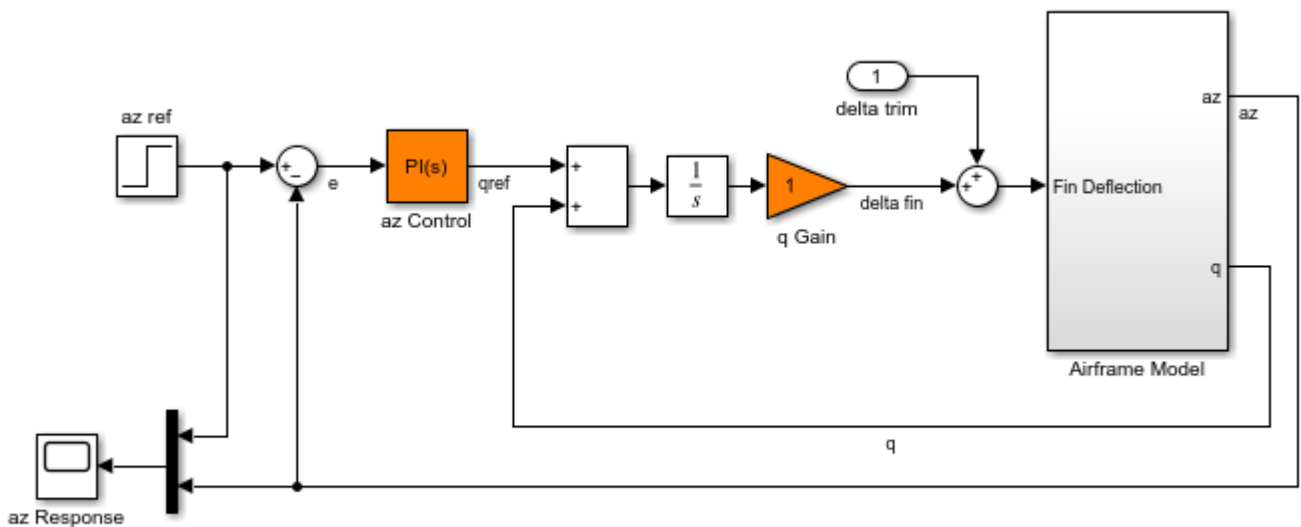 az ref
+
−
e
PI(s)
az Control
qref
+
+
1
s
1
q Gain
delta fin
1
delta trim
+
+
Fin Deflection
az
q
Airframe Model
az
q
az Response